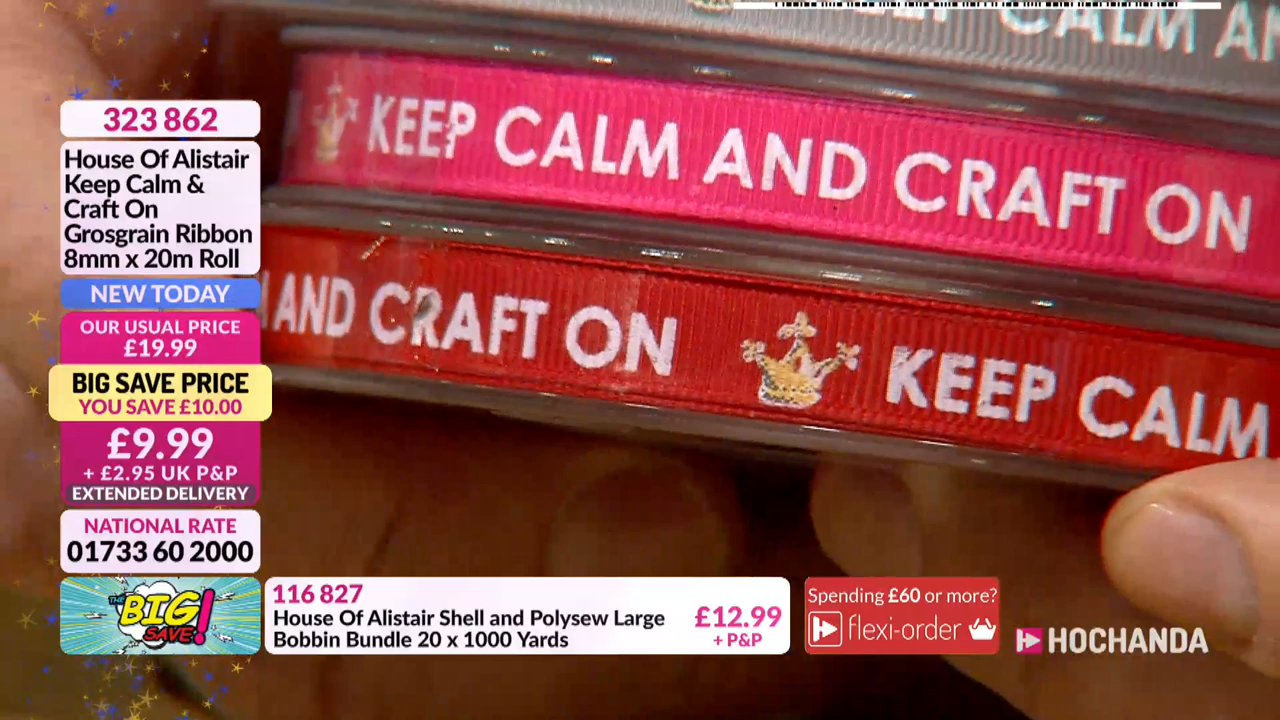 CALM AN
KEEP CALM AND CRAFT ON
AND CRAFT ON KEEP CALM
323 862
House Of Alistair
Keep Calm &
Craft On
Grosgrain Ribbon
8mm x 20m Roll
NEW TODAY
OUR USUAL PRICE
£19.99
BIG SAVE PRICE
YOU SAVE £10.00
£9.99
+ £2.95 UK P&P
EXTENDED DELIVERY
NATIONAL RATE
01733 60 2000
THE
BIG
SAVE!
116 827
House Of Alistair Shell and Polysew Large
Bobbin Bundle 20 x 1000 Yards
£12.99
+ P&P
Spending £60 or more?
flexi-order
HOCHANDA